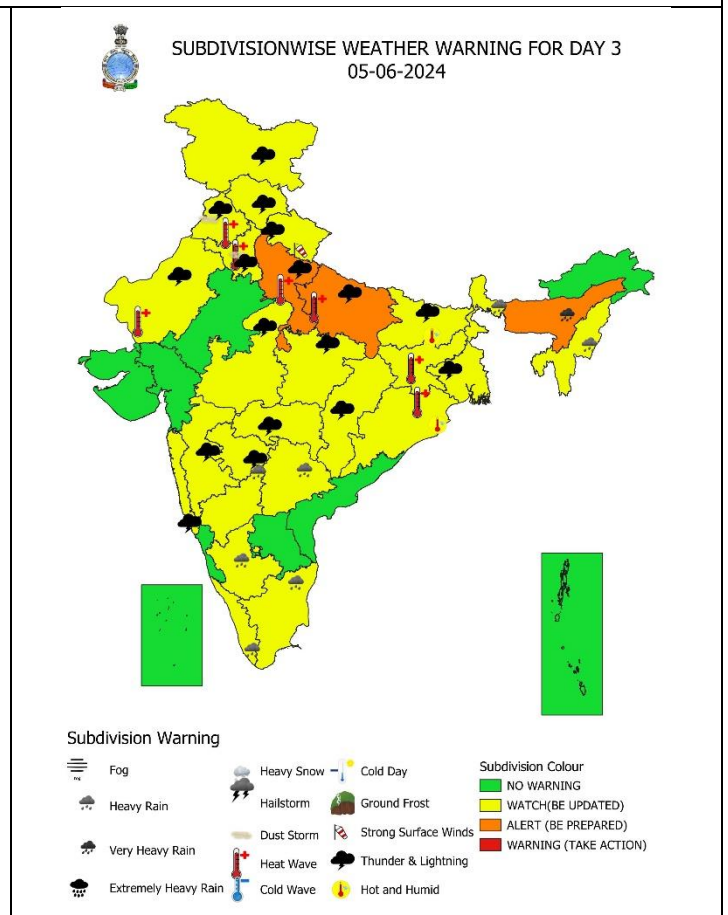 SUBDIVISIONWISE WEATHER WARNING FOR DAY 3
05-06-2024
Subdivision Warning
Fog
Heavy Rain
Very Heavy Rain
Extremely Heavy Rain
Heavy Snow
Hailstorm
Dust Storm
Heat Wave
Cold Wave
Cold Day
Ground Frost
Strong Surface Winds
Thunder & Lightning
Hot and Humid
Subdivision Colour
NO WARNING
WATCH(BE UPDATED)
ALERT (BE PREPARED)
WARNING (TAKE ACTION)